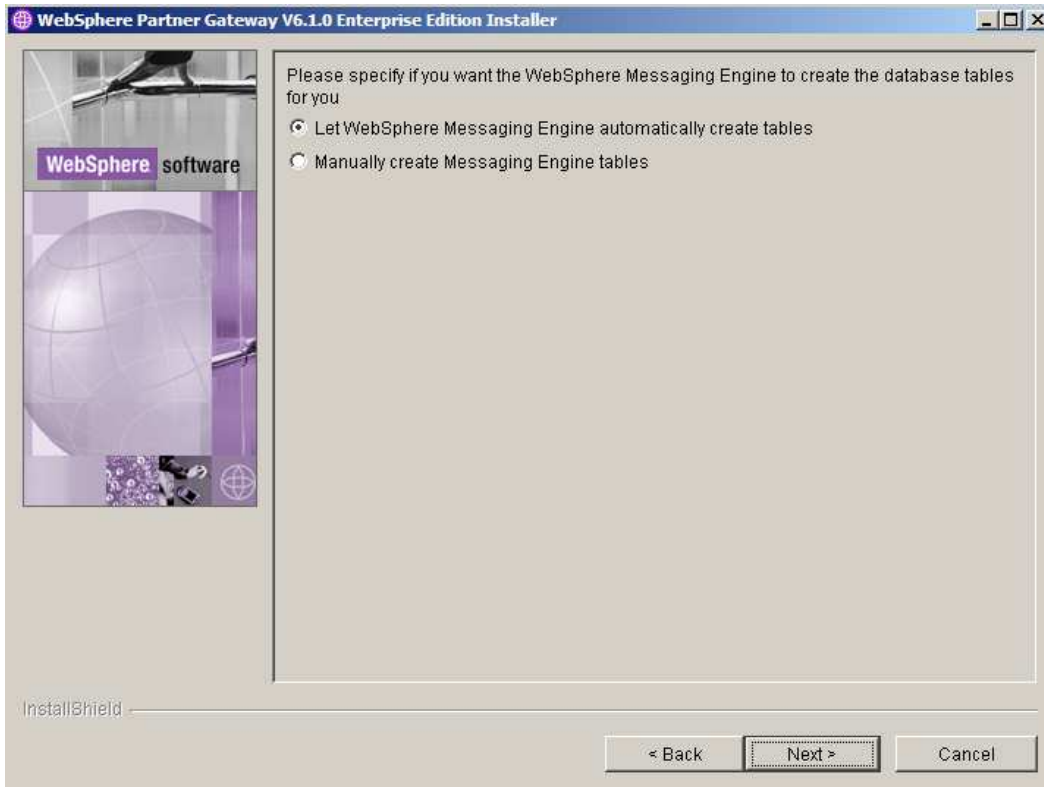 WebSphere Partner Gateway V6.1.0 Enterprise Edition Installer
WebSphere software
Please specify if you want the WebSphere Messaging Engine to create the database tables
for you
Let WebSphere Messaging Engine automatically create tables
Manually create Messaging Engine tables
InstallShield
< Back
Next >
Cancel